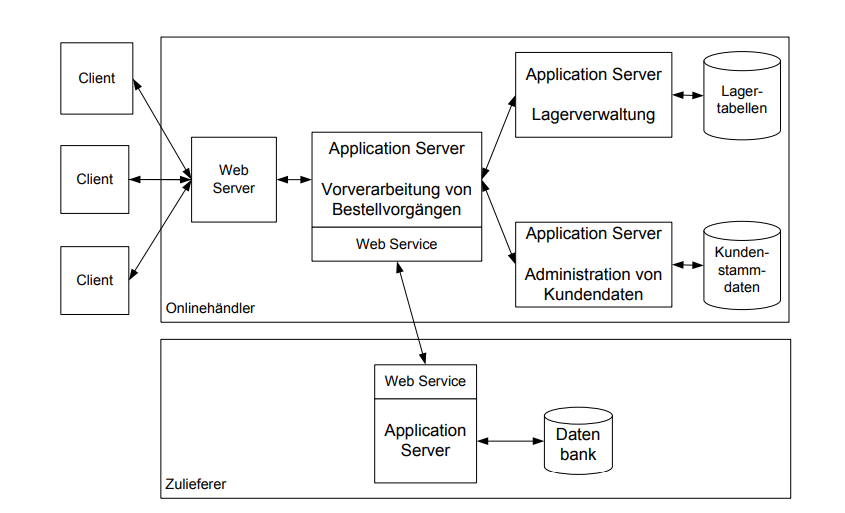 Client
Client
Client
Web
Server
Application Server
Vorverarbeitung von
Bestellvorgängen
Web Service
Application Server
Lagerverwaltung
Lager-
tabellen
Application Server
Administration von
Kundendaten
Kunden-
stamm-
daten
Onlinehändler
Web Service
Application
Server
Daten
bank
Zulieferer